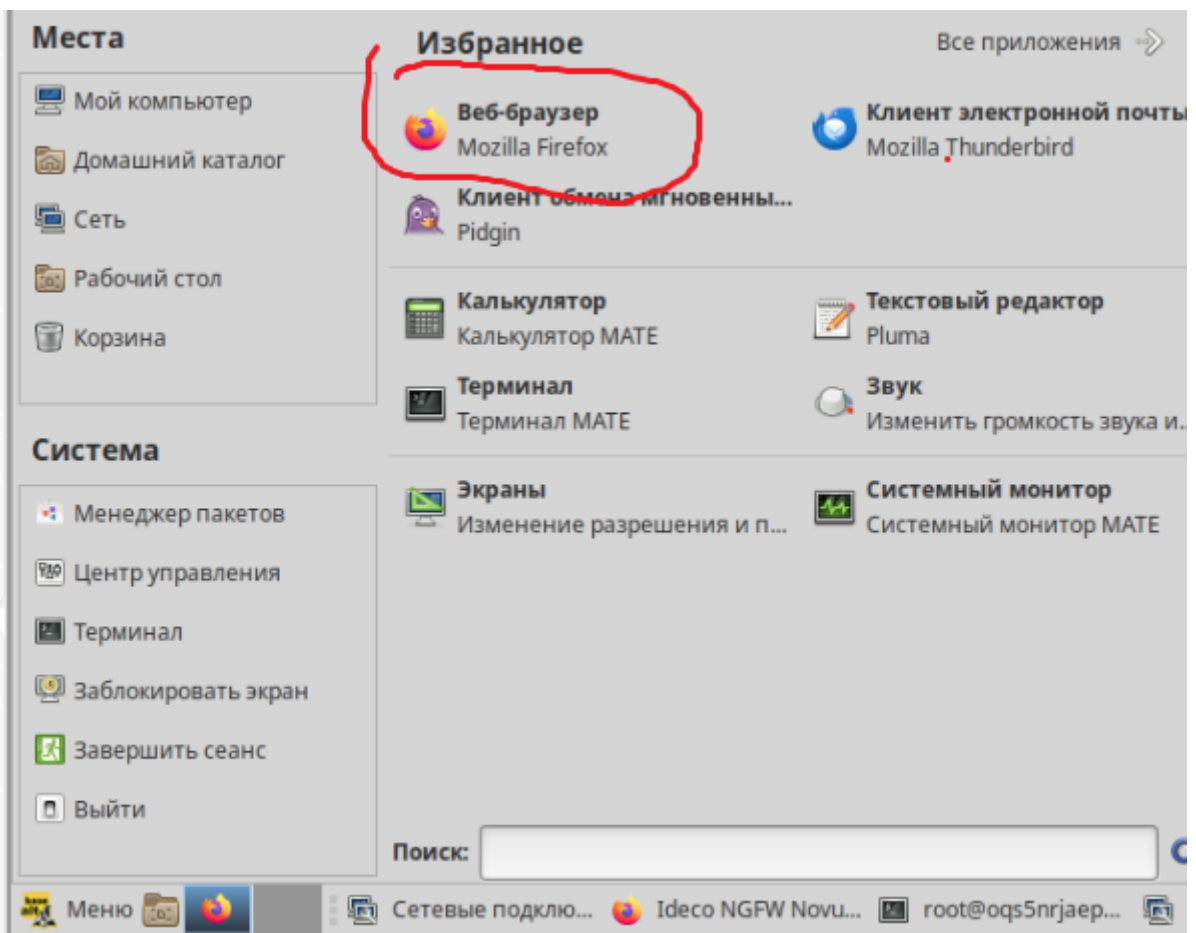 Места
Мой компьютер
Домашний каталог
Сеть
Рабочий стол
Корзина
Система
Менеджер пакетов
Центр управления
Терминал
Заблокировать экран
Завершить сеанс
Выйти
Избранное
Все приложения
Веб-браузер
Mozilla Firefox
Клиент электронной почты
Mozilla Thunderbird
Клиент обмена мгновенны...
Pidgin
Калькулятор
Калькулятор MATE
Текстовый редактор
Pluma
Терминал
Терминал MATE
Звук
Изменить громкость звука и..
Экраны
Изменение разрешения и п...
Системный монитор
Системный монитор MATE
Поиск:
Меню
Сетевые подклю...
Ideco NGFW Novu...
root@oqs5nrjaep...